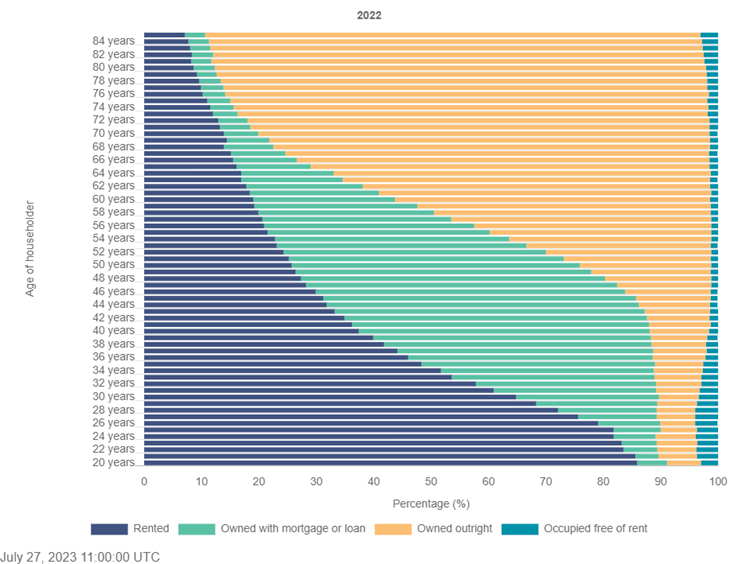 2022
84 years
82 years
80 years
78 years
76 years
74 years
72 years
70 years
68 years
66 years
64 years
62 years
60 years
58 years
56 years
54 years
52 years
50 years
48 years
46 years
44 years
42 years
40 years
38 years
36 years
34 years
32 years
30 years
28 years
26 years
24 years
22 years
20 years
Age of householder
0 10 20 30 40 50 60 70 80 90 100
Percentage (%)
Rented Owned with mortgage or loan Owned outright Occupied free of rent
July 27, 2023 11:00:00 UTC